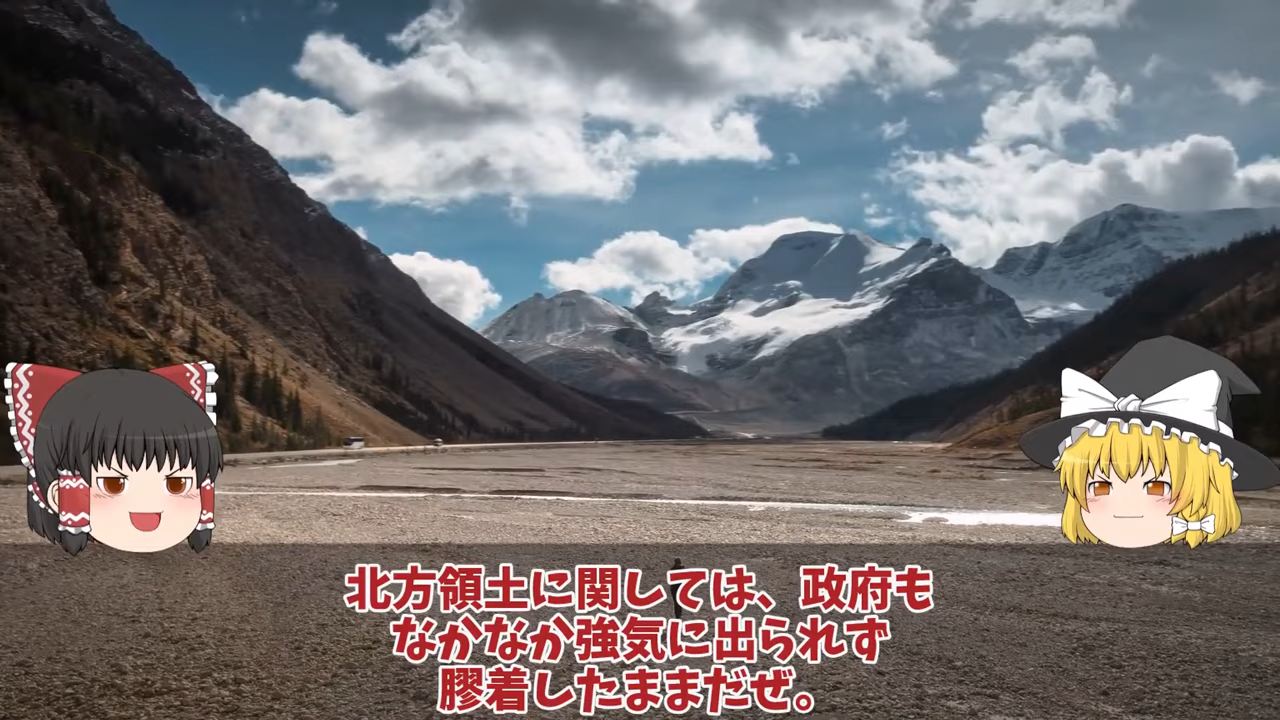 北方領土に関しては、政府も
なかなか強気に出られず
膠着したままだぜ。